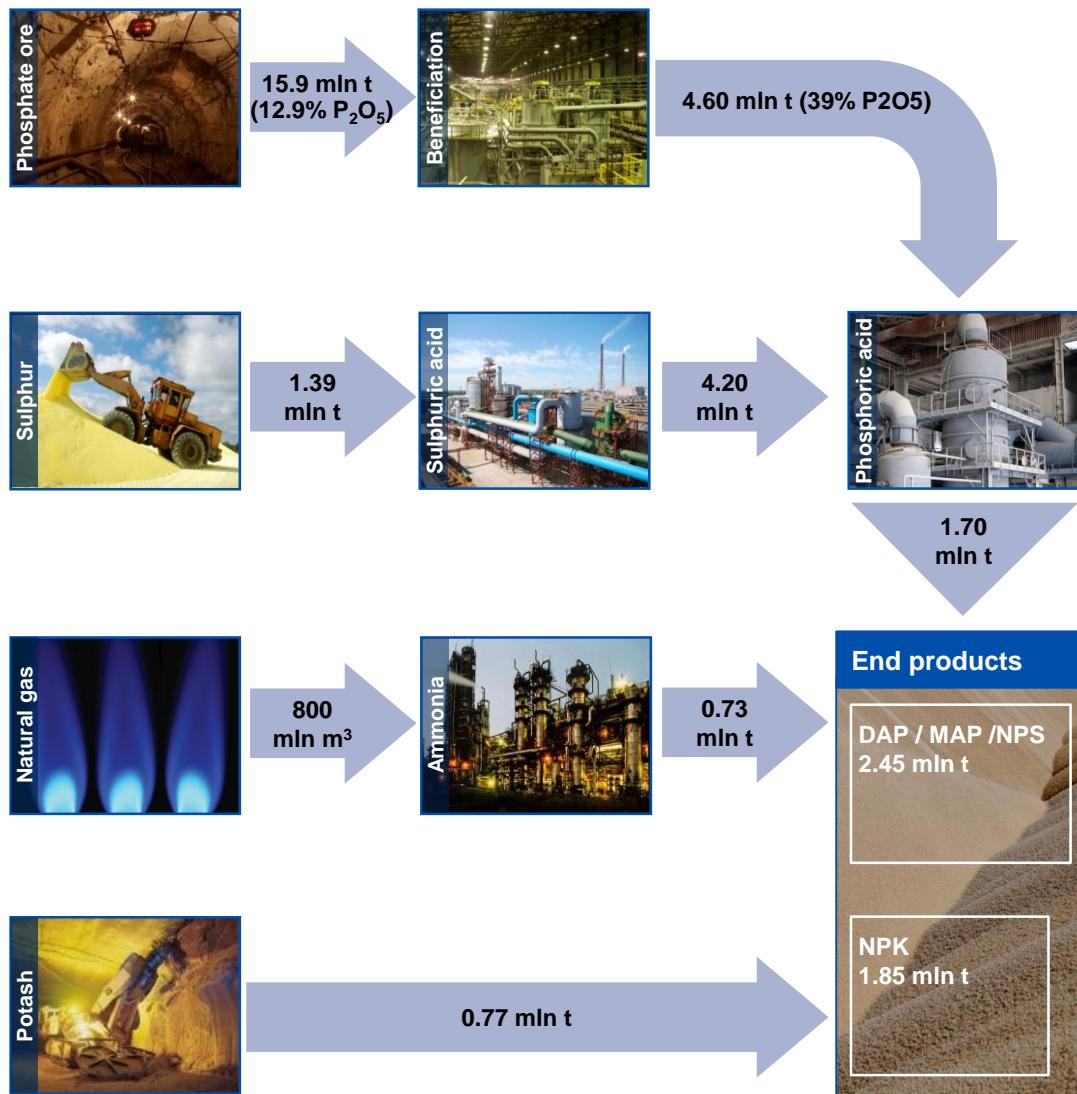 Phosphate ore
15.9 mln t
(12.9% P₂O₅)
Beneficiation
4.60 mln t (39% P2O5)
Sulphur
1.39
mln t
Sulphuric acid
4.20
mln t
Phosphoric acid
1.70
mln t
Natural gas
800
mln m³
Ammonia
0.73
mln t
End products
DAP / MAP /NPS
2.45 mln t
NPK
1.85 mln t
Potash
0.77 mln t